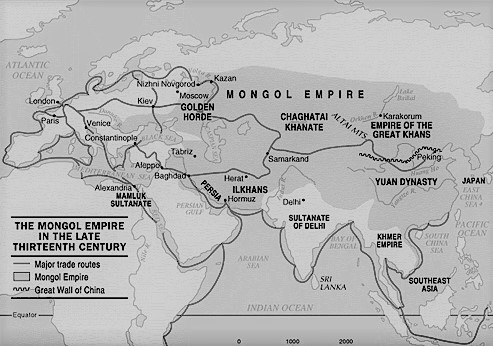 ATLANTIC
OCEAN
London
Paris
Nizhni Novgorod
Kazan
Moscow
Kiev
GOLDEN
HORDE
MONGOL EMPIRE
Lake
Baikal
CHAGHATAI
KHANATE
ALTAI MTS.
Karakorum
EMPIRE OF THE
GREAT KHANS
Venice
Constantinople
BLACK SEA
Tabriz
Samarkand
Peking
MEDITERRANEAN SEA
Aleppo
Baghdad
Herat
YUAN DYNASTY
JAPAN
Alexandria
MAMLUK
SULTANATE
PERSIA
ILKHANS
Hormuz
Delhi
EAST
CHINA
SEA
PERSIAN
GULF
SULTANATE
OF DELHI
BAY OF
BENGAL
KHMER
EMPIRE
SOUTH
CHINA
SEA
PACIFIC
OCEAN
ARABIAN
SEA
SRI
LANKA
SOUTHEAST
ASIA
INDIAN OCEAN
THE MONGOL EMPIRE
IN THE LATE
THIRTEENTH CENTURY
Major trade routes
Mongol Empire
Great Wall of China
Equator
0 1000 2000